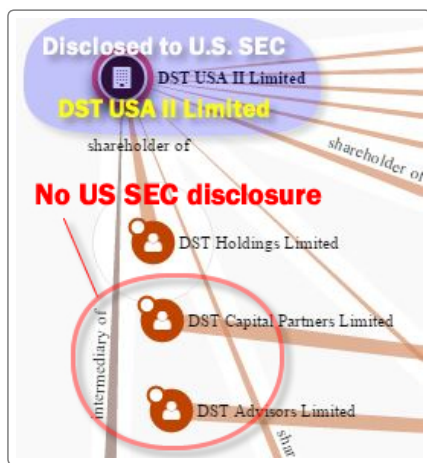 Disclosed to U.S. SEC
DST USA II Limited
DST USA II Limited
shareholder of
shareholder of
No US SEC disclosure
DST Holdings Limited
DST Capital Partners Limited
intermediary of
DST Advisors Limited
shar